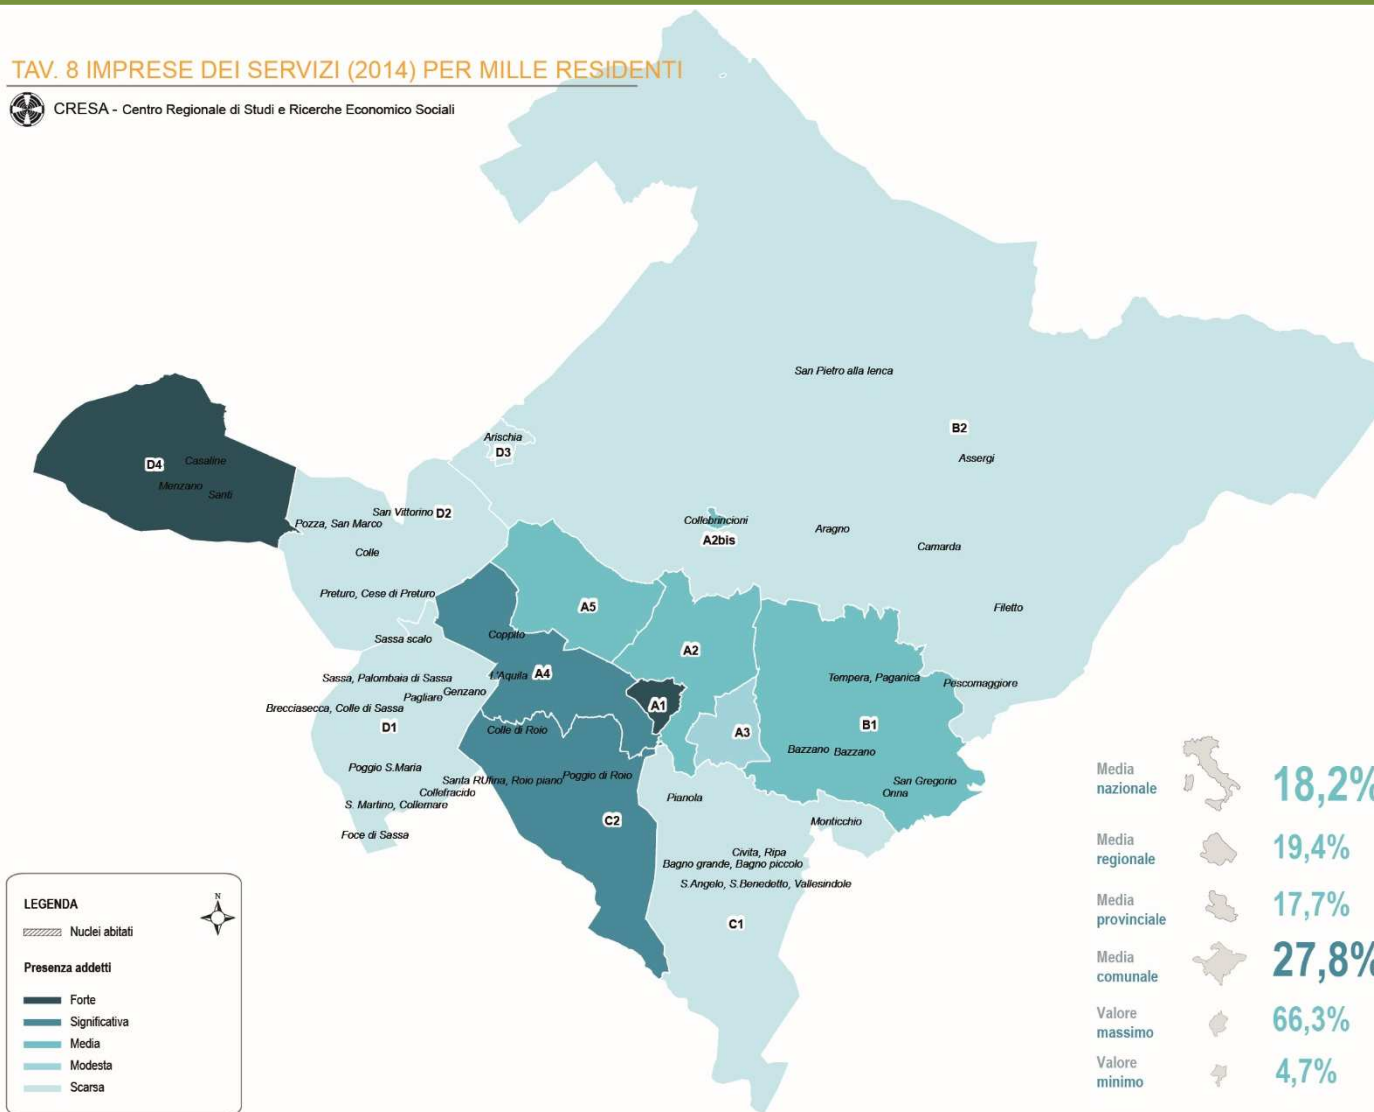 TAV. 8 IMPRESE DEI SERVIZI (2014) PER MILLE RESIDENTI
CRESA - Centro Regionale di Studi e Ricerche Economico Sociali
San Pietro alla Ienca
B2
Assergi
Arischia
D3
D4
Casaline
Menzano
Santi
San Vittorino D2
Pozza, San Marco
Colle
Collebrincioni
A2bis
Aragno
Camarda
Preturo, Cese di Preturo
A5
Filetto
Sassa scalo
Coppito
A2
L'Aquila
A4
Sassa, Palombaia di Sassa
Genzano
Pagliare
Brecciasecca, Colle di Sassa
Tempera, Paganica
Pescomaggiore
A1
D1
Colle di Roio
A3
B1
Bazzano
Bazzano
Poggio S.Maria
Santa RUfina, Roio piano
Poggio di Roio
Collefracido
San Gregorio
Onna
S. Martino, Collemare
Pianola
C2
Monticchio
Foce di Sassa
Civita, Ripa
Bagno grande, Bagno piccolo
S.Angelo, S.Benedetto, Vallesindole
C1
Media
nazionale
18,2%
Media
regionale
19,4%
Media
provinciale
17,7%
Media
comunale
27,8%
Valore
massimo
66,3%
Valore
minimo
4,7%
LEGENDA
N
Nuclei abitati
Presenza addetti
Forte
Significativa
Media
Modesta
Scarsa